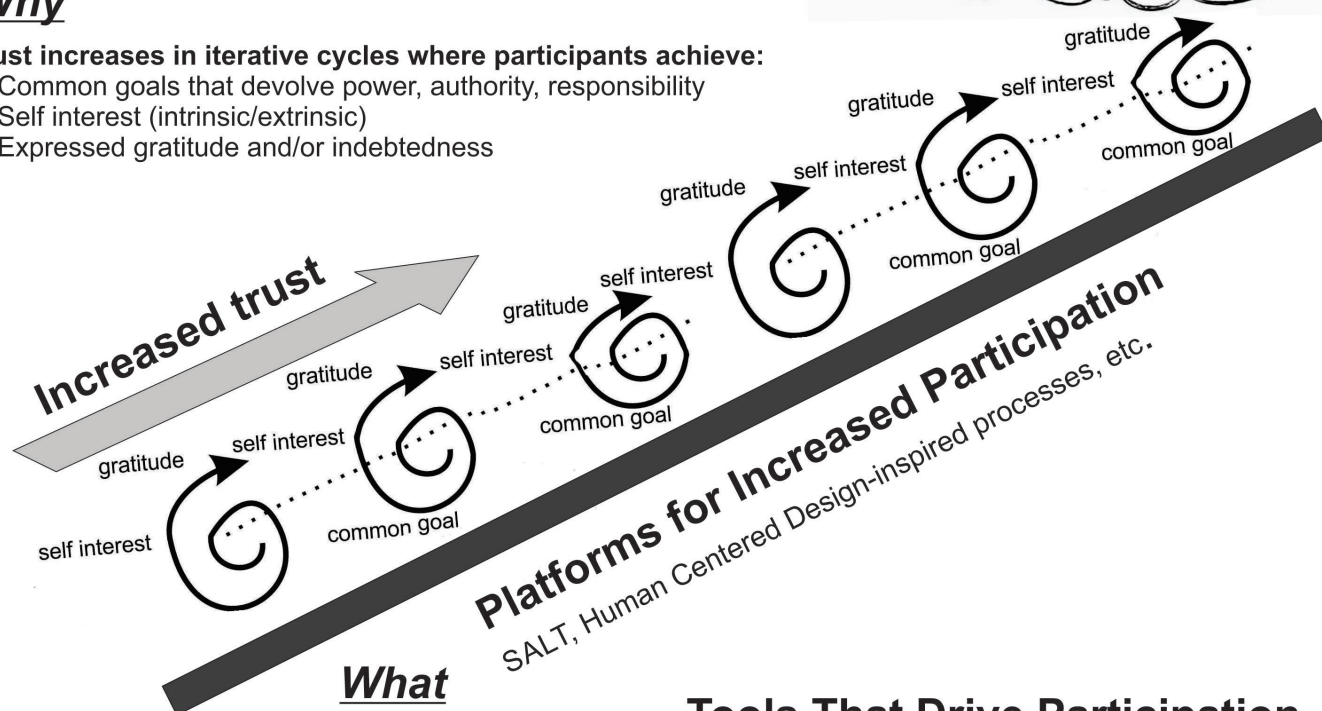 Why
ust increases in iterative cycles where participants achieve:
Common goals that devolve power, authority, responsibility
Self interest (intrinsic/extrinsic)
Expressed gratitude and/or indebtedness
Increased trust
self interest
gratitude
self interest
common goal
gratitude
self interest
common goal
gratitude
self interest
gratitude
self interest
common goal
gratitude
self interest
common goal
gratitude
Platforms for Increased Participation
SALT, Human Centered Design-inspired processes, etc.
What
Tools That Drive Participation